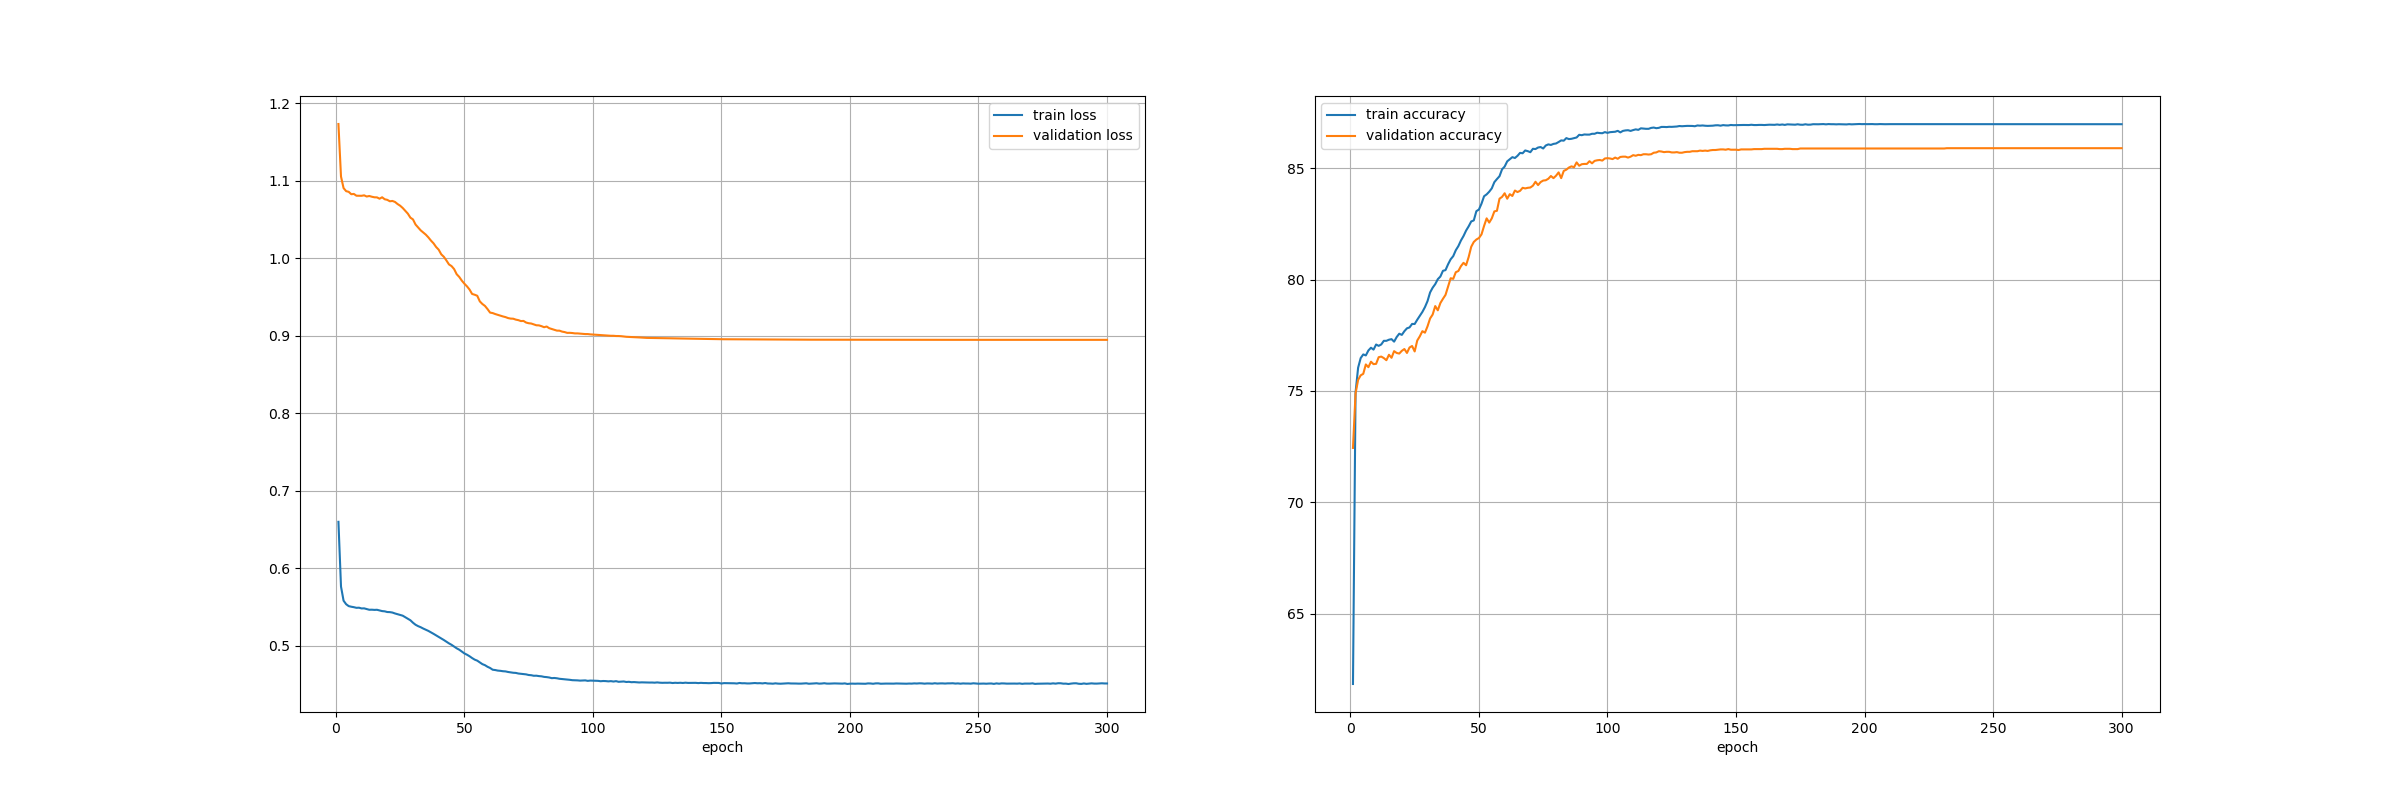 1.2
1.1
1.0
0.9
0.8
0.7
0.6
0.5
train loss
validation loss
0 50 100 150 200 250 300
epoch
85
80
75
70
65
train accuracy
validation accuracy
0 50 100 150 200 250 300
epoch